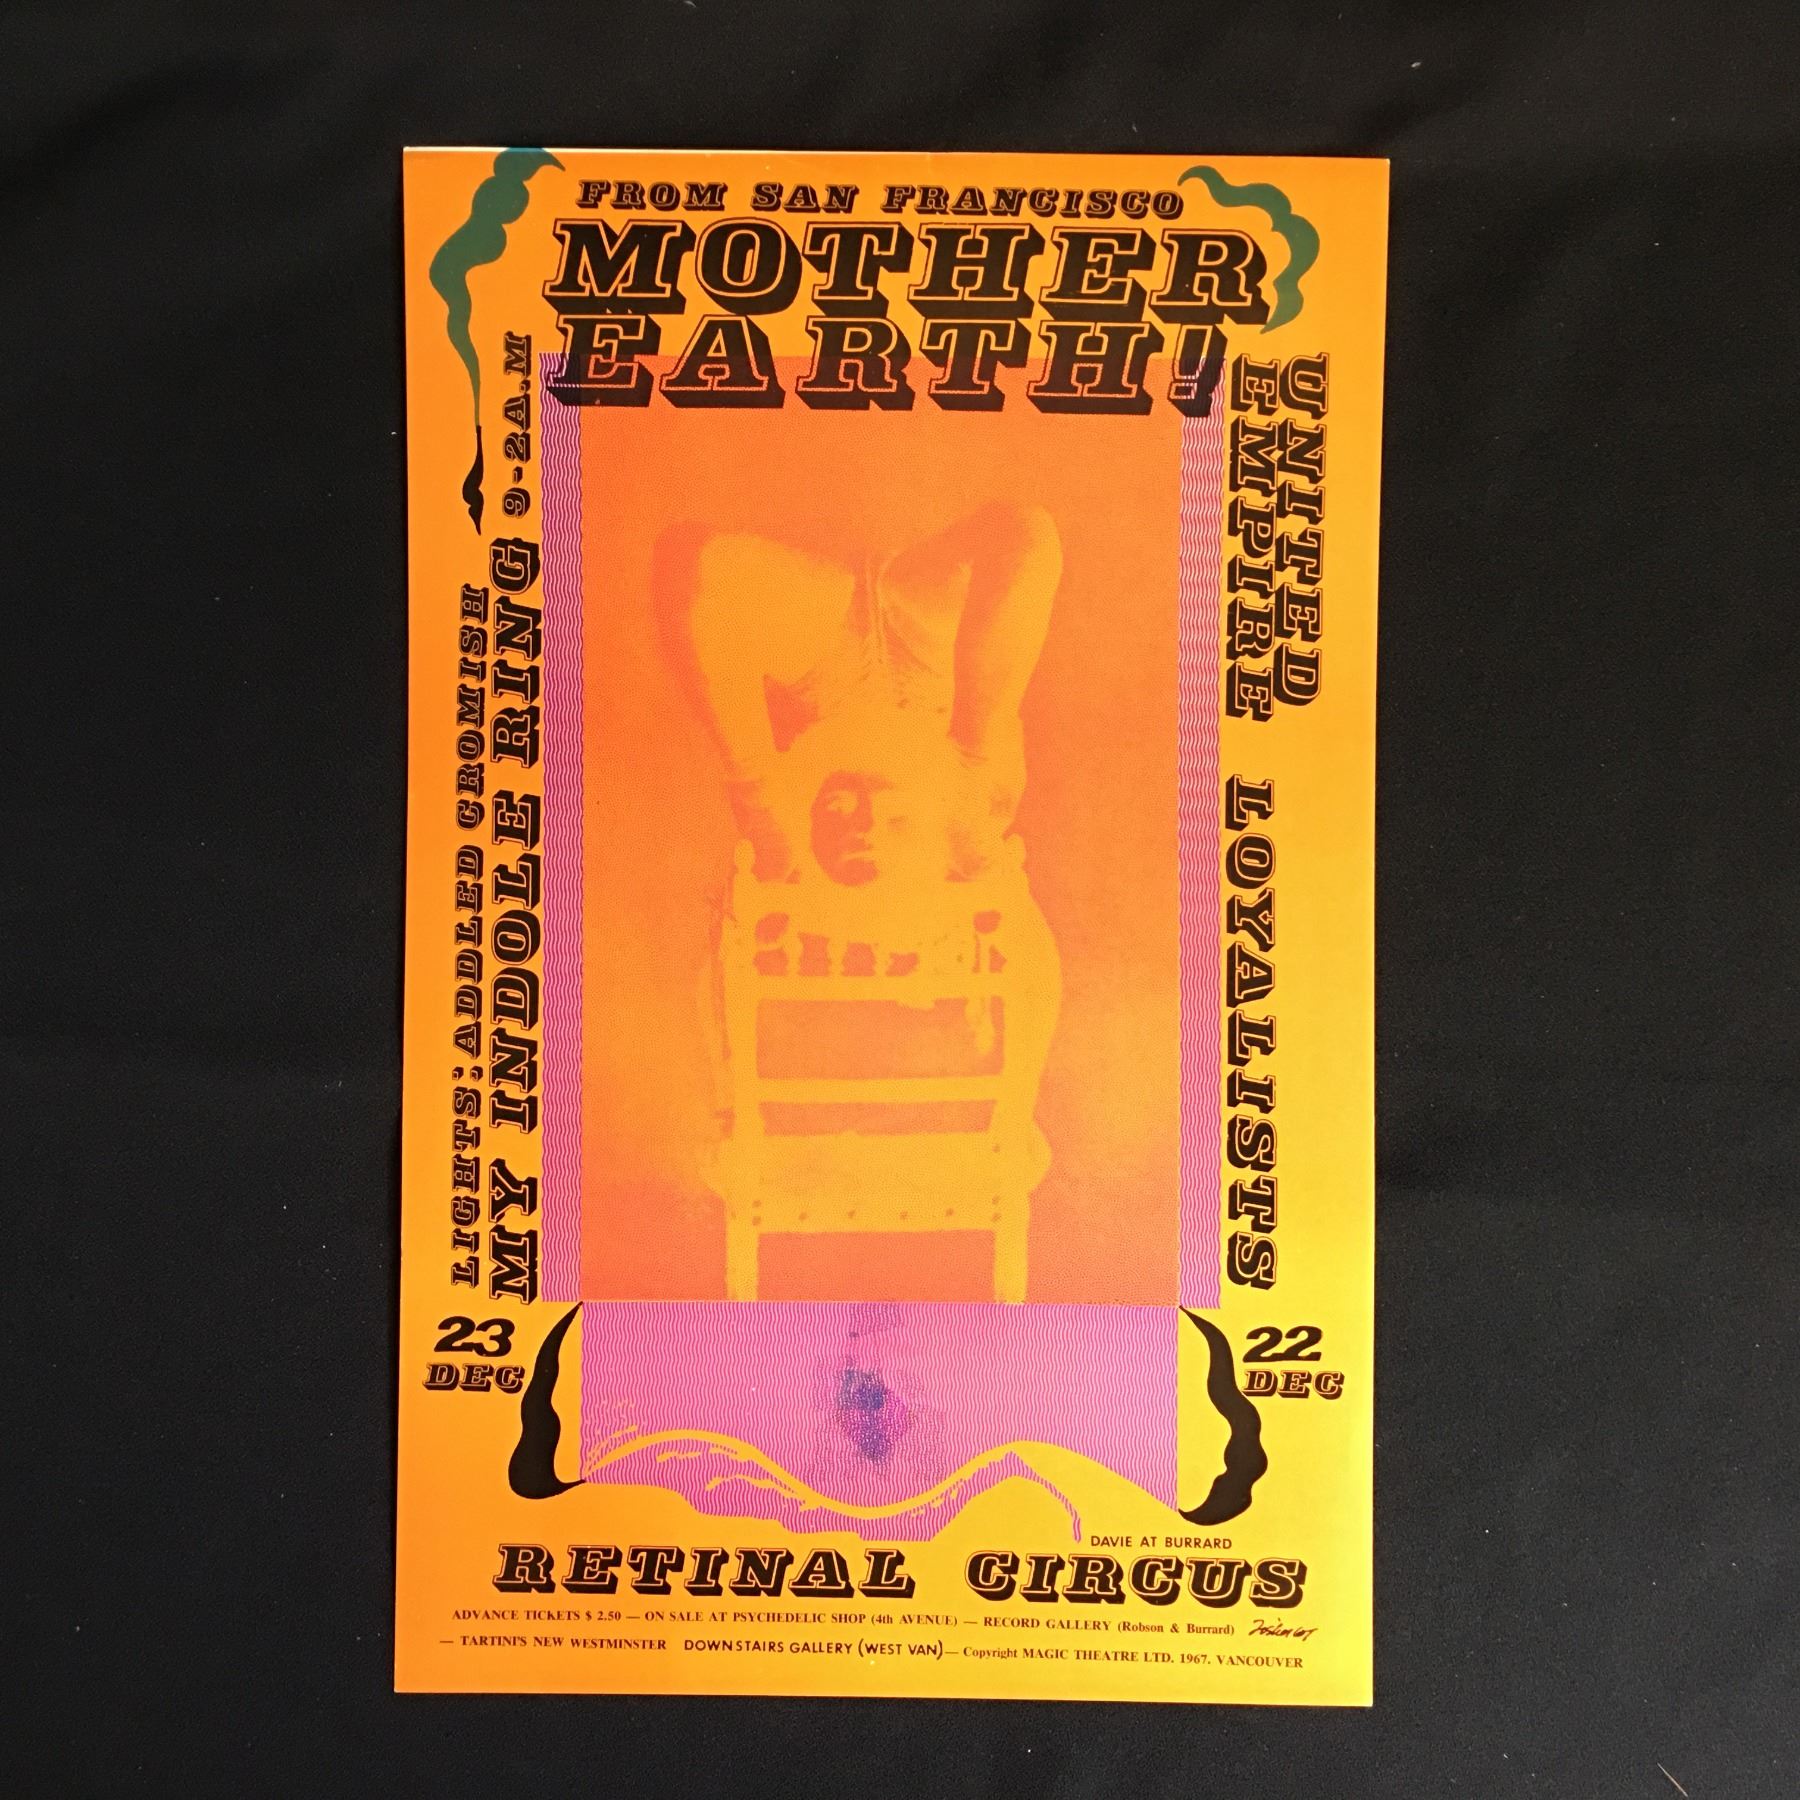 FROM SAN FRANCISCO
MOTHER
EARTH!
UNITED
EMPIRE LOYALISTS
9-2A.M
MY INDOLE RING
LIGHTS: ADDLED CROMISH
23
DEC
22
DEC
DAVIE AT BURRARD
RETINAL CIRCUS
ADVANCE TICKETS $ 2.50 — ON SALE AT PSYCHEDELIC SHOP (4th AVENUE) — RECORD GALLERY (Robson & Burrard)
— TARTINI'S NEW WESTMINSTER DOWNSTAIRS GALLERY (WEST VAN) — Copyright MAGIC THEATRE LTD. 1967. VANCOUVER